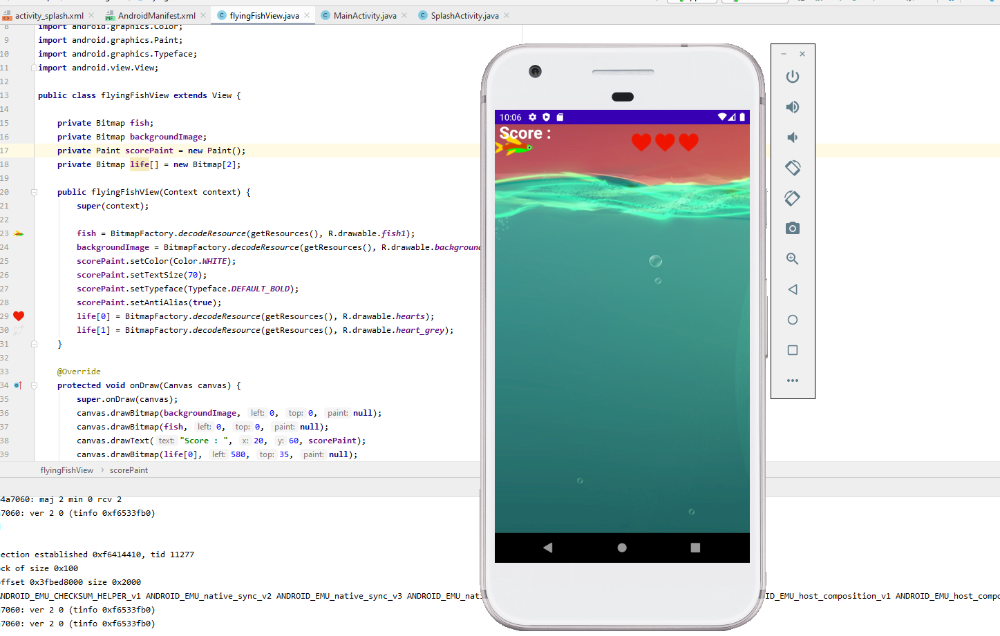 activity_splash.xml AndroidManifest.xml flyingFishView.java MainActivity.java SplashActivity.java
8 import android.graphics.Color;
9 import android.graphics.Paint;
10 import android.graphics.Typeface;
11 import android.view.View;
12
13 public class flyingFishView extends View {
14
15 private Bitmap fish;
16 private Bitmap backgroundImage;
17 private Paint scorePaint = new Paint();
18 private Bitmap life[] = new Bitmap[2];
19
20 public flyingFishView(Context context) {
21 super(context);
22
23 fish = BitmapFactory.decodeResource(getResources(), R.drawable.fish1);
24 backgroundImage = BitmapFactory.decodeResource(getResources(), R.drawable.background
25 scorePaint.setColor(Color.WHITE);
26 scorePaint.setTextSize(70);
27 scorePaint.setTypeface(Typeface.DEFAULT_BOLD);
28 scorePaint.setAntiAlias(true);
29 life[0] = BitmapFactory.decodeResource(getResources(), R.drawable.hearts);
30 life[1] = BitmapFactory.decodeResource(getResources(), R.drawable.heart_grey);
31 }
32
33 @Override
34 protected void onDraw(Canvas canvas) {
35 super.onDraw(canvas);
36 canvas.drawBitmap(backgroundImage, left: 0, top: 0, paint: null);
37 canvas.drawBitmap(fish, left: 0, top: 0, paint: null);
38 canvas.drawText( text: "Score : ", x: 20, y: 60, scorePaint);
39 canvas.drawBitmap(life[0], left: 580, top: 35, paint: null);
flyingFishView > scorePaint
4a7060: maj 2 min 0 rcv 2
7060: ver 2 0 (tinfo 0xf6533fb0)
ection established 0xf6414410, tid 11277
ock of size 0x100
offset 0x3fbed8000 size 0x2000
ANDROID_EMU_CHECKSUM_HELPER_v1 ANDROID_EMU_native_sync_v2 ANDROID_EMU_native_sync_v3 ANDROID_EMU_nati ID_EMU_host_composition_v1 ANDROID_EMU_host_compo
7060: ver 2 0 (tinfo 0xf6533fb0)
7060: ver 2 0 (tinfo 0xf6533fb0)
10:06
Score :